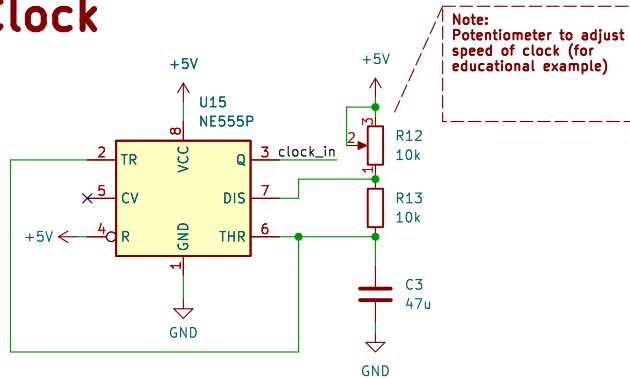 Clock
Note:
Potentiometer to adjust
speed of clock (for
educational example)
+5V
+5V
U15
NE555P
8
VCC
3
2
R12
10k
1
2
TR
Q
3
clock_in
5
CV
DIS
7
R13
10k
+5V
4
R
GND
THR
6
1
C3
47u
GND
GND